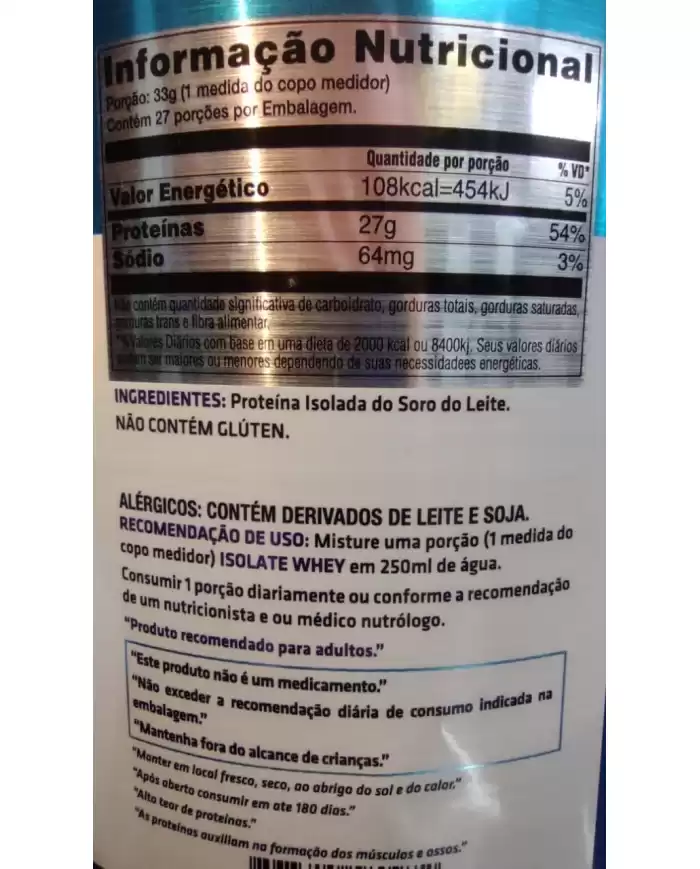 Informação Nutricional
Porção: 33g (1 medida do copo medidor)
Contém 27 porções por Embalagem.
Quantidade por porção % VD*
Valor Energético 108kcal=454kJ 5%
Proteínas 27g 54%
Sódio 64mg 3%
Não contém quantidade significativa de carboidrato, gorduras totais, gorduras saturadas,
gorduras trans e fibra alimentar.
*%Valores Diários com base em uma dieta de 2000 kcal ou 8400kj. Seus valores diários
podem ser maiores ou menores dependendo de suas necessidadees energéticas.
INGREDIENTES: Proteína Isolada do Soro do Leite.
NÃO CONTÉM GLÚTEN.
ALÉRGICOS: CONTÉM DERIVADOS DE LEITE E SOJA.
RECOMENDAÇÃO DE USO: Misture uma porção (1 medida do
copo medidor) ISOLATE WHEY em 250ml de água.
Consumir 1 porção diariamente ou conforme a recomendação
de um nutricionista e ou médico nutrólogo.
"Produto recomendado para adultos."
"Este produto não é um medicamento."
"Não exceder a recomendação diária de consumo indicada na
embalagem."
"Mantenha fora do alcance de crianças."
"Manter em local fresco, seco, ao abrigo do sol e do calor."
"Após aberto consumir em ate 180 dias."
"Alto teor de proteínas."
"As proteínas auxiliam na formação dos músculos e ossos."